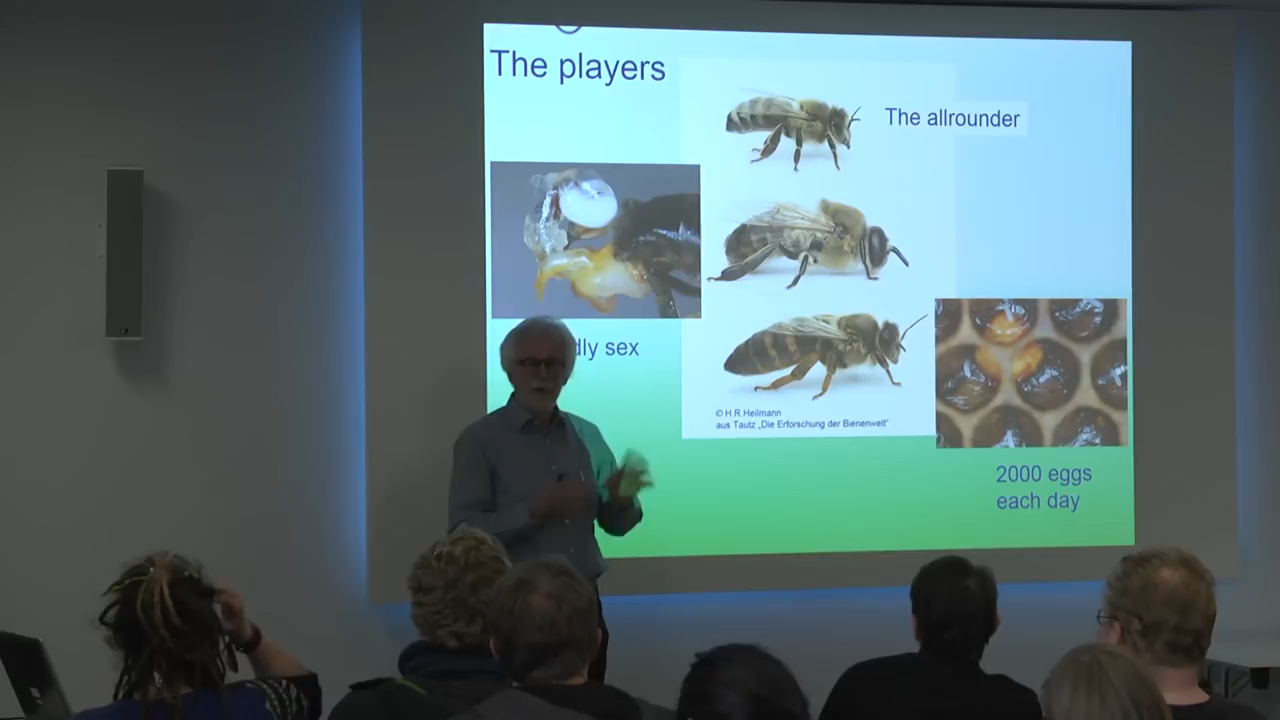 The players
The allrounder
dly sex
© H.R.Heilmann
aus Tautz „Die Erforschung der Bienenwelt“
2000 eggs
each day